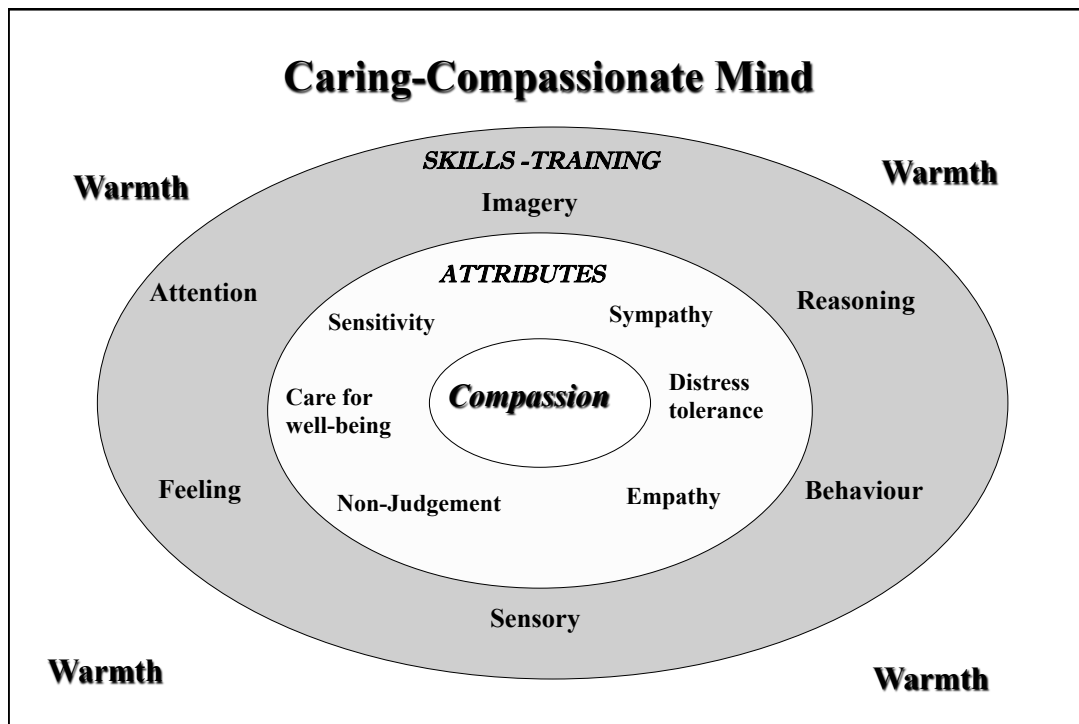 Caring-Compassionate Mind
SKILLS -TRAINING
Warmth
Warmth
Imagery
ATTRIBUTES
Attention
Reasoning
Sensitivity
Sympathy
Compassion
Distress
tolerance
Care for
well-being
Feeling
Behaviour
Non-Judgement
Empathy
Sensory
Warmth
Warmth